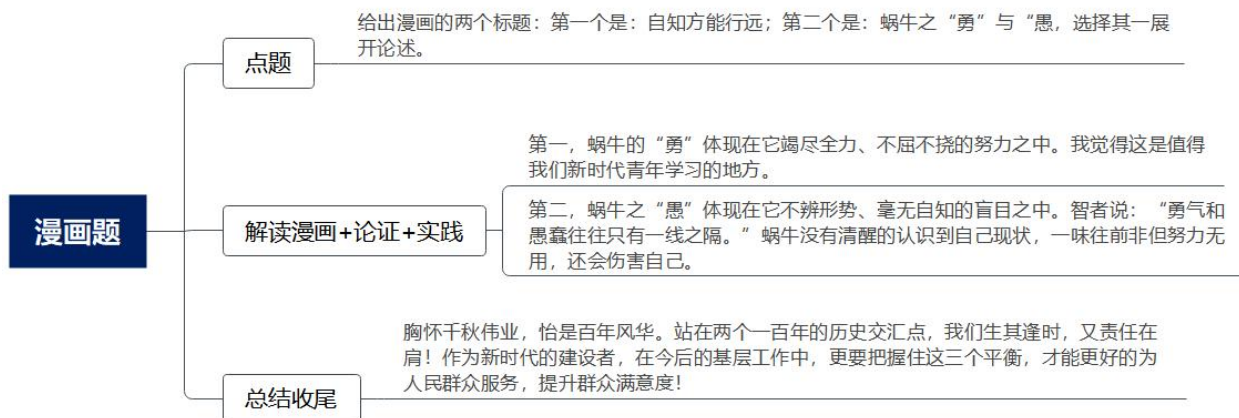 给出漫画的两个标题：第一个是：自知方能行远；第二个是：蜗牛之“勇”与“愚，选择其一展
开论述。
点题
第一，蜗牛的“勇”体现在它竭尽全力、不屈不挠的努力之中。我觉得这是值得
我们新时代青年学习的地方。
漫画题
解读漫画+论证+实践
第二，蜗牛之“愚”体现在它不辨形势、毫无自知的盲目之中。智者说：“勇气和
愚蠢往往只有一线之隔。”蜗牛没有清醒的认识到自己现状，一味往前非但努力无
用，还会伤害自己。
胸怀千秋伟业，怡是百年风华。站在两个一百年的历史交汇点，我们生其逢时，又责任在
肩！作为新时代的建设者，在今后的基层工作中，更要把握住这三个平衡，才能更好的为
人民群众服务，提升群众满意度！
总结收尾